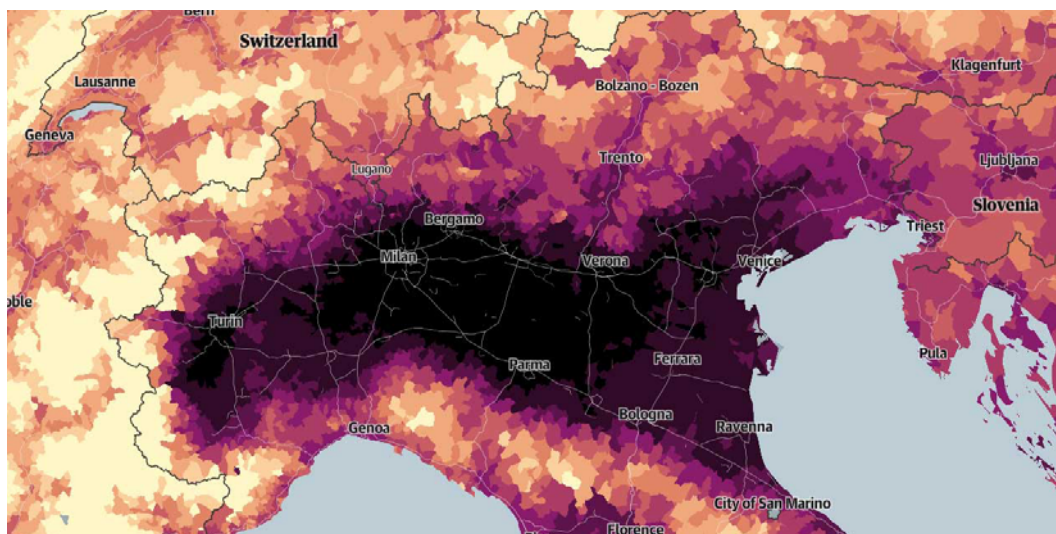 Bern
Switzerland
Klagenfurt
Lausanne
Bolzano - Bozen
Geneva
Trento
Ljubljana
Lugano
Slovenia
Bergamo
Triest
Milan
Verona
Venice
oble
Turin
Parma
Ferrara
Pula
Bologna
Genoa
Ravenna
City of San Marino
Florence